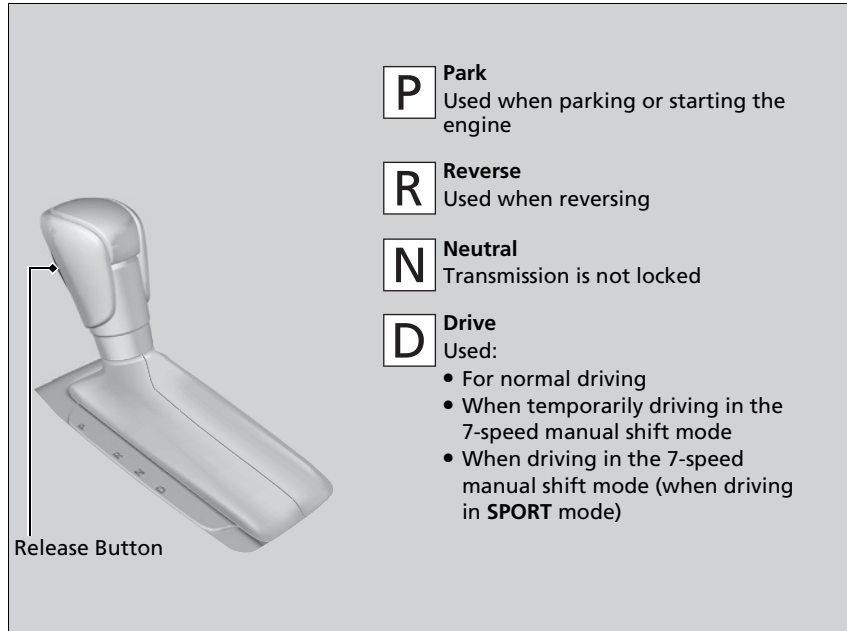 P
Park
Used when parking or starting the
engine
R
Reverse
Used when reversing
N
Neutral
Transmission is not locked
D
Drive
Used:
• For normal driving
• When temporarily driving in the
7-speed manual shift mode
• When driving in the 7-speed
manual shift mode (when driving
in SPORT mode)
P
R
N
D
Release Button